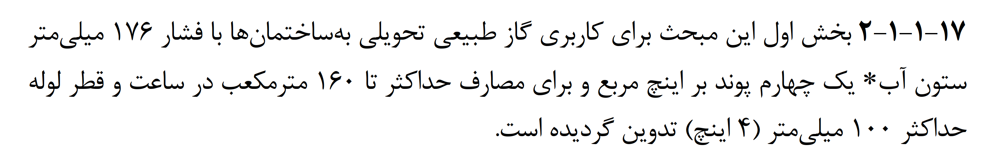 ۱۷-۱-۱-۲ بخش اول این مبحث برای کاربری گاز طبیعی تحویلی به‌ساختمان‌ها با فشار ۱۷۶ میلی‌متر
ستون آب* یک چهارم پوند بر اینچ مربع و برای مصارف حداکثر تا ۱۶۰ مترمکعب در ساعت و قطر لوله
حداکثر ۱۰۰ میلی‌متر (۴ اینچ) تدوین گردیده است.